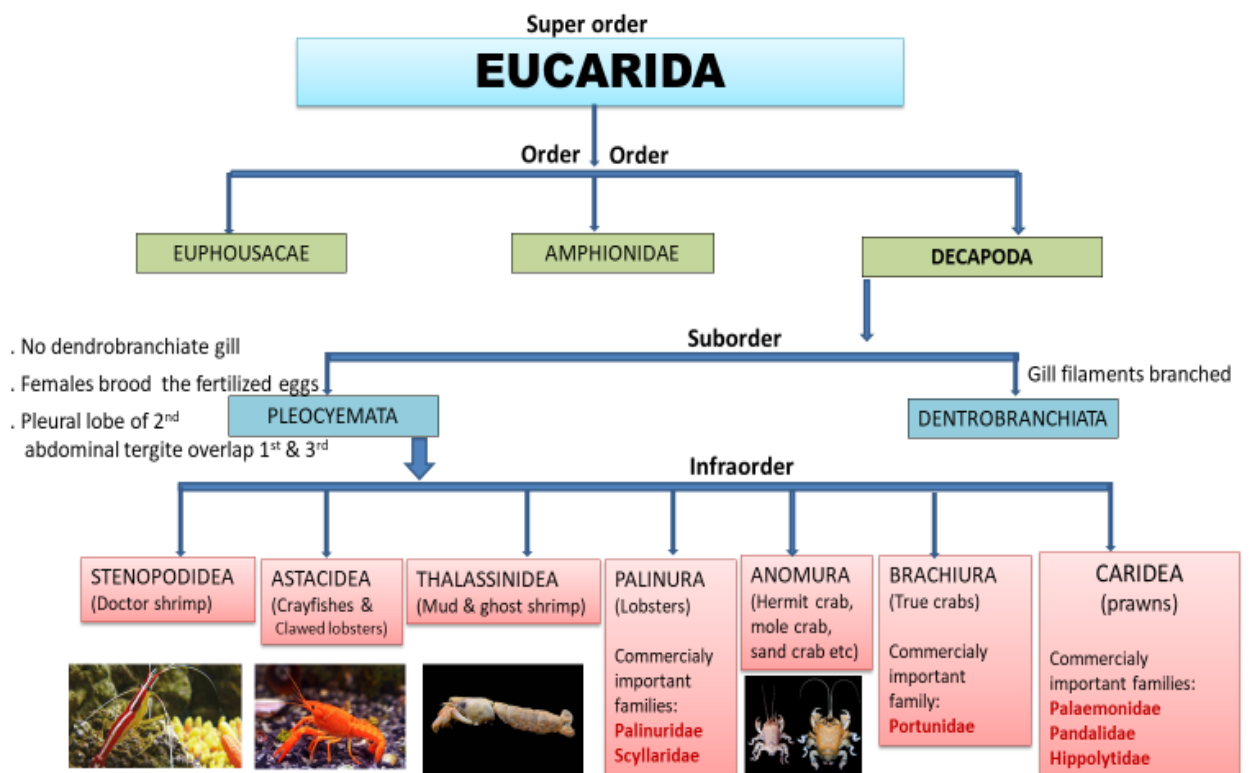 Super order
EUCARIDA
Order Order
EUPHOUSACAE
AMPHIONIDAE
DECAPODA
Suborder
. No dendrobranchiate gill
. Females brood the fertilized eggs
. Pleural lobe of 2nd
abdominal tergite overlap 1st & 3rd
PLEOCYEMATA
Gill filaments branched
DENTROBRANCHIATA
Infraorder
STENOPODIDEA
(Doctor shrimp)
ASTACIDEA
(Crayfishes &
Clawed lobsters)
THALASSINIDEA
(Mud & ghost shrimp)
PALINURA
(Lobsters)
Commercialy
important
families:
Palinuridae
Scyllaridae
ANOMURA
(Hermit crab,
mole crab,
sand crab etc)
BRACHIURA
(True crabs)
Commercialy
important
family:
Portunidae
CARIDEA
(prawns)
Commercialy
important families:
Palaemonidae
Pandalidae
Hippolytidae